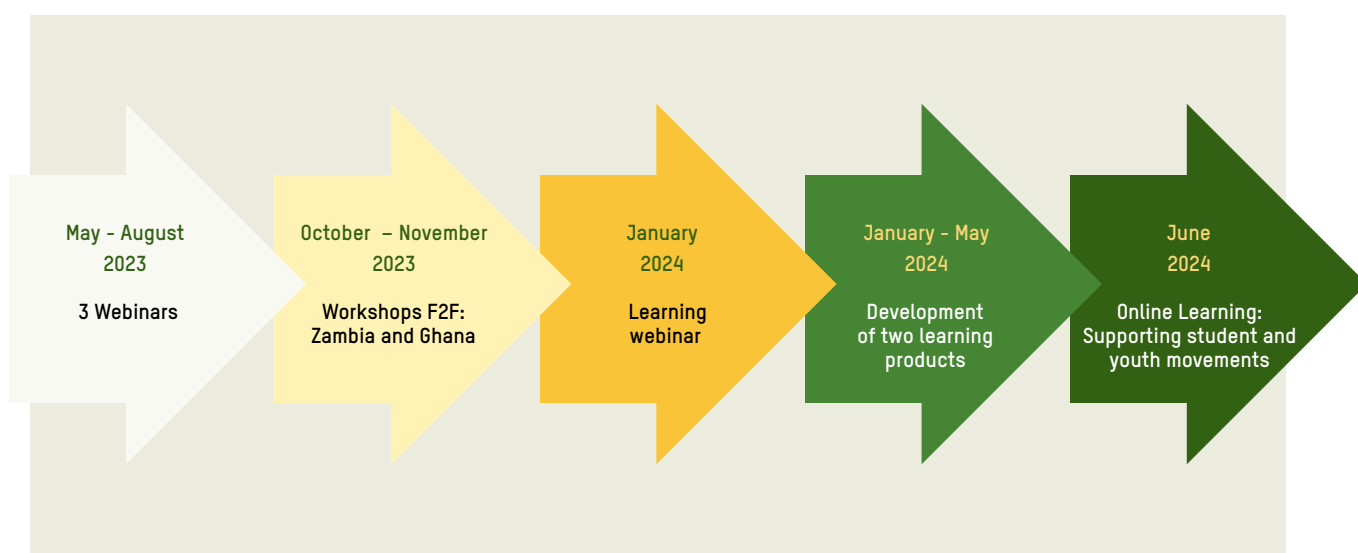 May - August
2023
3 Webinars
October – November
2023
Workshops F2F:
Zambia and Ghana
January
2024
Learning
webinar
January - May
2024
Development
of two learning
products
June
2024
Online Learning:
Supporting student and
youth movements